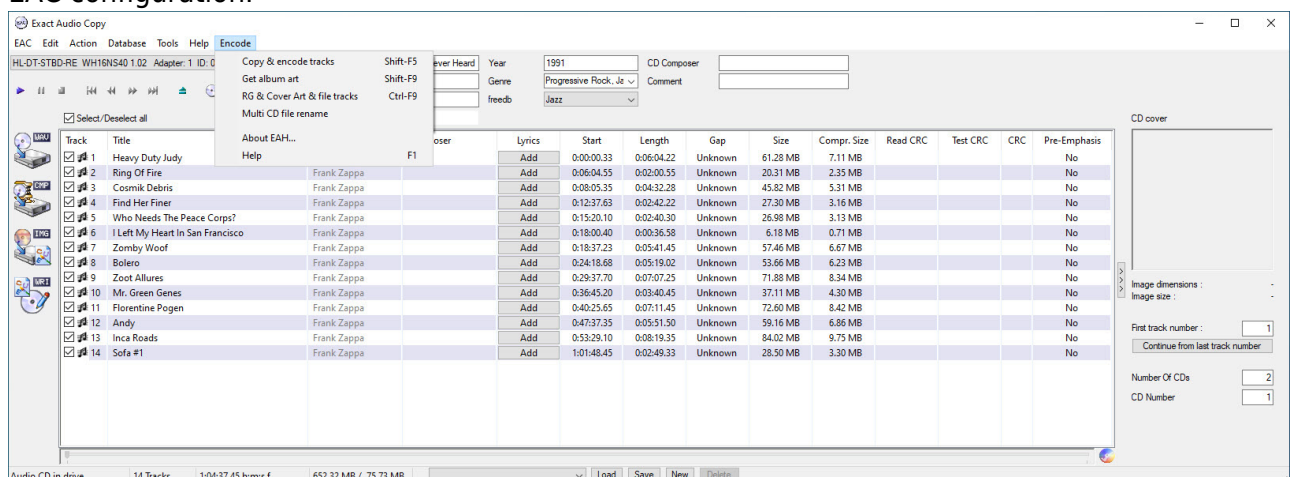 EAC configuration.
Exact Audio Copy
EAC Edit Action Database Tools Help Encode
HL-DT-STBD-RE WH16NS40 1.02 Adapter: 1 ID: 0 Copy & encode tracks Shift-F5 ever Heard Year 1991 CD Composer
Get album art Shift-F9 Genre Progressive Rock, Ja Comment
RG & Cover Art & file tracks Ctrl-F9 freedb Jazz
Multi CD file rename
Select/Deselect all CD cover
About EAH...
Help F1
WAV
CMP
IMG
WRI
Track Title oser Lyrics Start Length Gap Size Compr. Size Read CRC Test CRC CRC Pre-Emphasis
1 Heavy Duty Judy Add 0:00:00.33 0:06:04.22 Unknown 61.28 MB 7.11 MB No
2 Ring Of Fire Frank Zappa Add 0:06:04.55 0:02:00.55 Unknown 20.31 MB 2.35 MB No
3 Cosmik Debris Frank Zappa Add 0:08:05.35 0:04:32.28 Unknown 45.82 MB 5.31 MB No
4 Find Her Finer Frank Zappa Add 0:12:37.63 0:02:42.22 Unknown 27.30 MB 3.16 MB No
5 Who Needs The Peace Corps? Frank Zappa Add 0:15:20.10 0:02:40.30 Unknown 26.98 MB 3.13 MB No
6 I Left My Heart In San Francisco Frank Zappa Add 0:18:00.40 0:00:36.58 Unknown 6.18 MB 0.71 MB No
7 Zomby Woof Frank Zappa Add 0:18:37.23 0:05:41.45 Unknown 57.46 MB 6.67 MB No
8 Bolero Frank Zappa Add 0:24:18.68 0:05:19.02 Unknown 53.66 MB 6.23 MB No
9 Zoot Allures Frank Zappa Add 0:29:37.70 0:07:07.25 Unknown 71.88 MB 8.34 MB No
10 Mr. Green Genes Frank Zappa Add 0:36:45.20 0:03:40.45 Unknown 37.11 MB 4.30 MB No
11 Florentine Pogen Frank Zappa Add 0:40:25.65 0:07:11.45 Unknown 72.60 MB 8.42 MB No
12 Andy Frank Zappa Add 0:47:37.35 0:05:51.50 Unknown 59.16 MB 6.86 MB No
13 Inca Roads Frank Zappa Add 0:53:29.10 0:08:19.35 Unknown 84.02 MB 9.75 MB No
14 Sofa #1 Frank Zappa Add 1:01:48.45 0:02:49.33 Unknown 28.50 MB 3.30 MB No
Image dimensions : -
Image size : -
First track number : 1
Continue from last track number
Number Of CDs 2
CD Number 1
Audio CD in drive 14 Tracks 1:04:37.45 h:m:s.f 652.32 MB / 75.73 MB Load Save New Delete